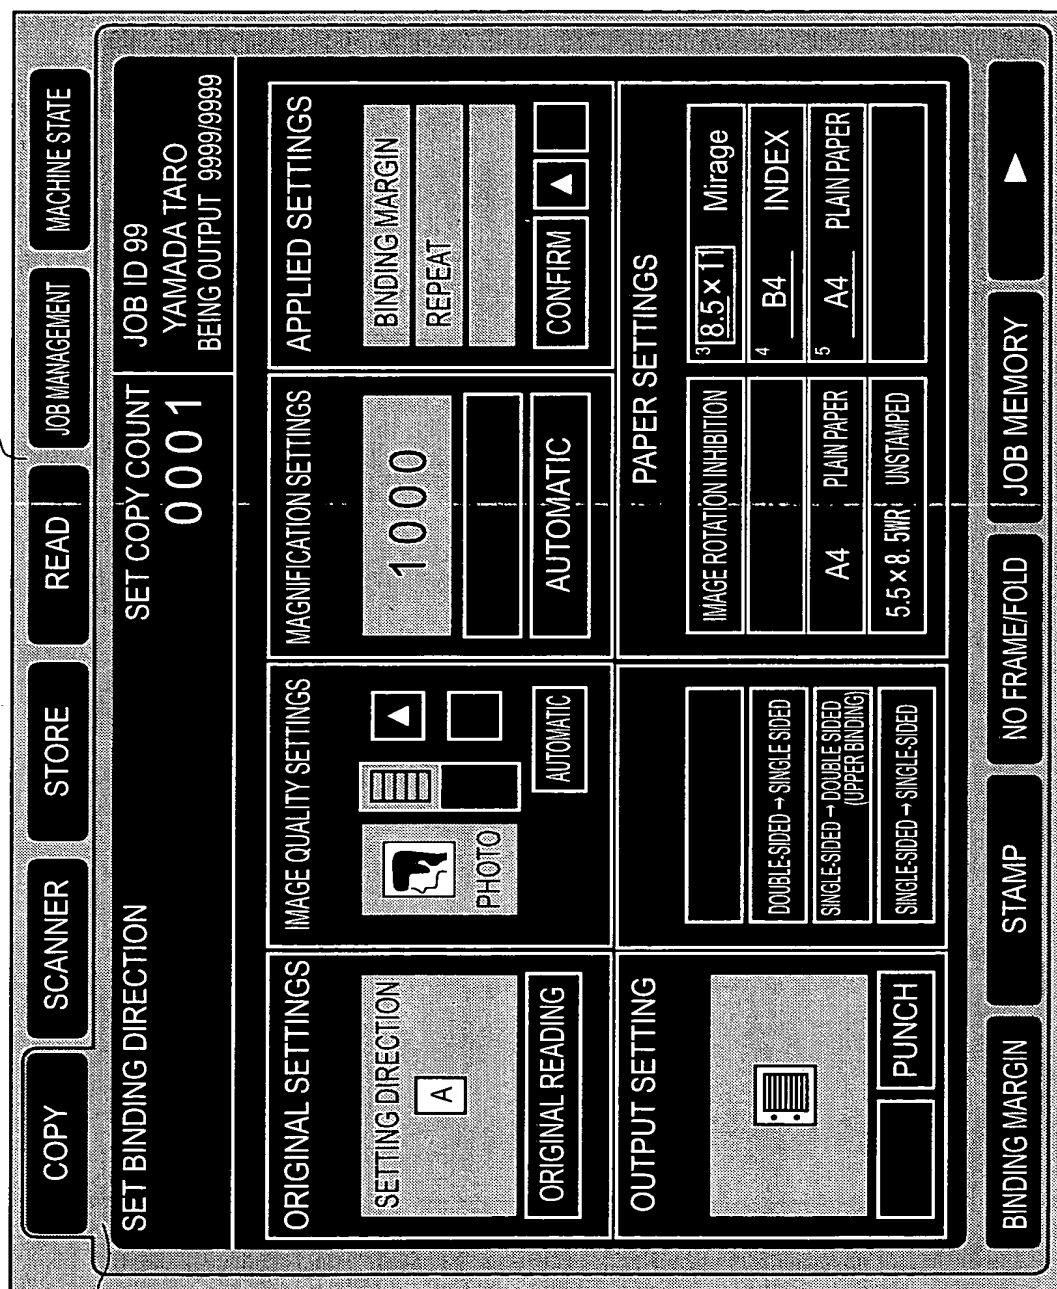 COPY
SCANNER
STORE
READ
JOB MANAGEMENT
MACHINE STATE
SET BINDING DIRECTION
SET COPY COUNT
0001
JOB ID 99
YAMADA TARO
BEING OUTPUT 9999/9999
ORIGINAL SETTINGS
SETTING DIRECTION
A
ORIGINAL READING
IMAGE QUALITY SETTINGS
PHOTO
AUTOMATIC
MAGNIFICATION SETTINGS
1000
AUTOMATIC
APPLIED SETTINGS
BINDING MARGIN
REPEAT
CONFIRM
OUTPUT SETTING
PUNCH
DOUBLE-SIDED → SINGLE SIDED
SINGLE-SIDED → DOUBLE SIDED
(UPPER BINDING)
SINGLE-SIDED → SINGLE-SIDED
PAPER SETTINGS
IMAGE ROTATION INHIBITION
A4 PLAIN PAPER
5.5 × 8. 5WR UNSTAMPED
3 8.5 × 11 Mirage
4 B4 INDEX
5 A4 PLAIN PAPER
BINDING MARGIN
STAMP
NO FRAME/FOLD
JOB MEMORY